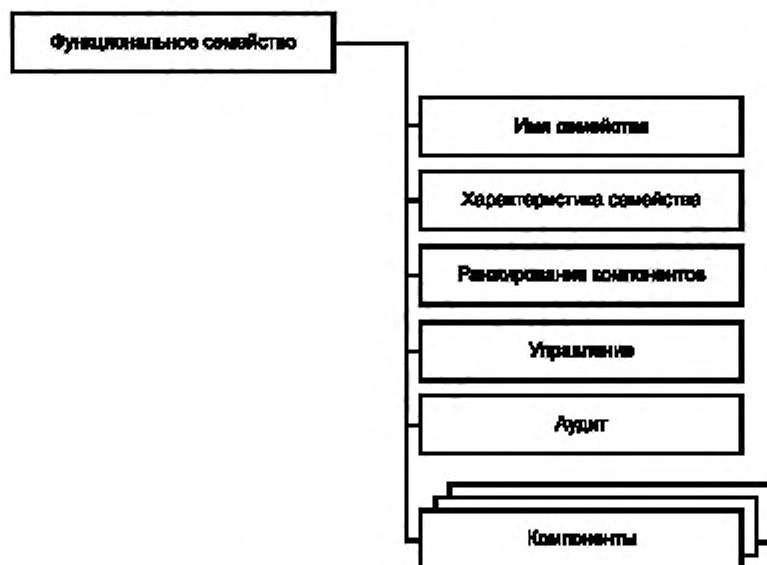 Функциональное семейство
Имя семейства
Характеристика семейства
Ранжирование компонентов
Управление
Аудит
Компоненты